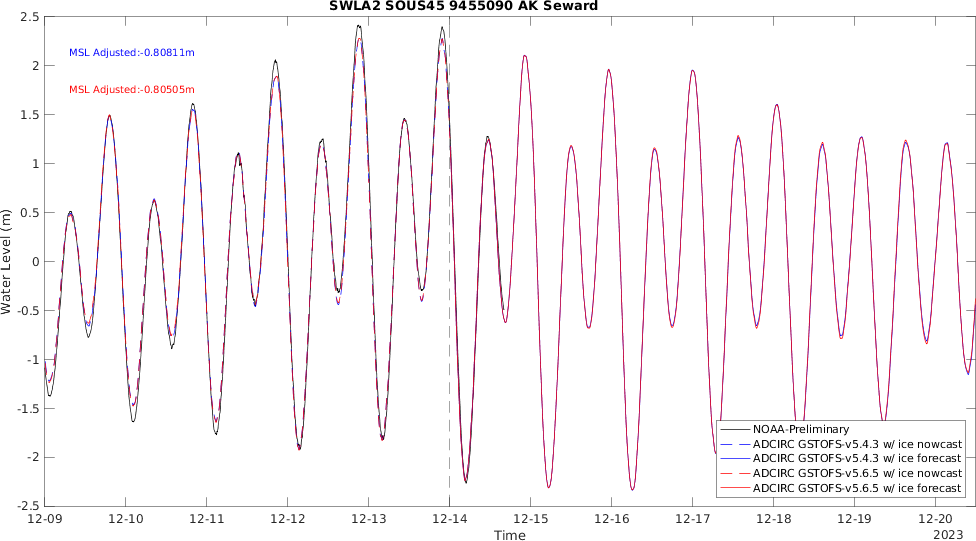 SWLA2 SOUS45 9455090 AK Seward
MSL Adjusted:-0.80811m
MSL Adjusted:-0.80505m
Water Level (m)
2.5
2
1.5
1
0.5
0
-0.5
-1
-1.5
-2
-2.5
NOAA-Preliminary
ADCIRC GSTOFS-v5.4.3 w/ ice nowcast
ADCIRC GSTOFS-v5.4.3 w/ ice forecast
ADCIRC GSTOFS-v5.6.5 w/ ice nowcast
ADCIRC GSTOFS-v5.6.5 w/ ice forecast
12-09 12-10 12-11 12-12 12-13 12-14 12-15 12-16 12-17 12-18 12-19 12-20
Time 2023